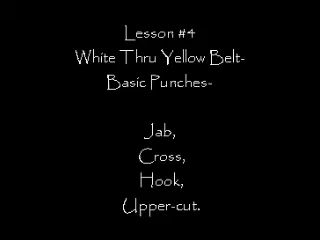 Lesson #4
White Thru Yellow Belt-
Basic Punches-
Jab,
Cross,
Hook,
Upper-cut.